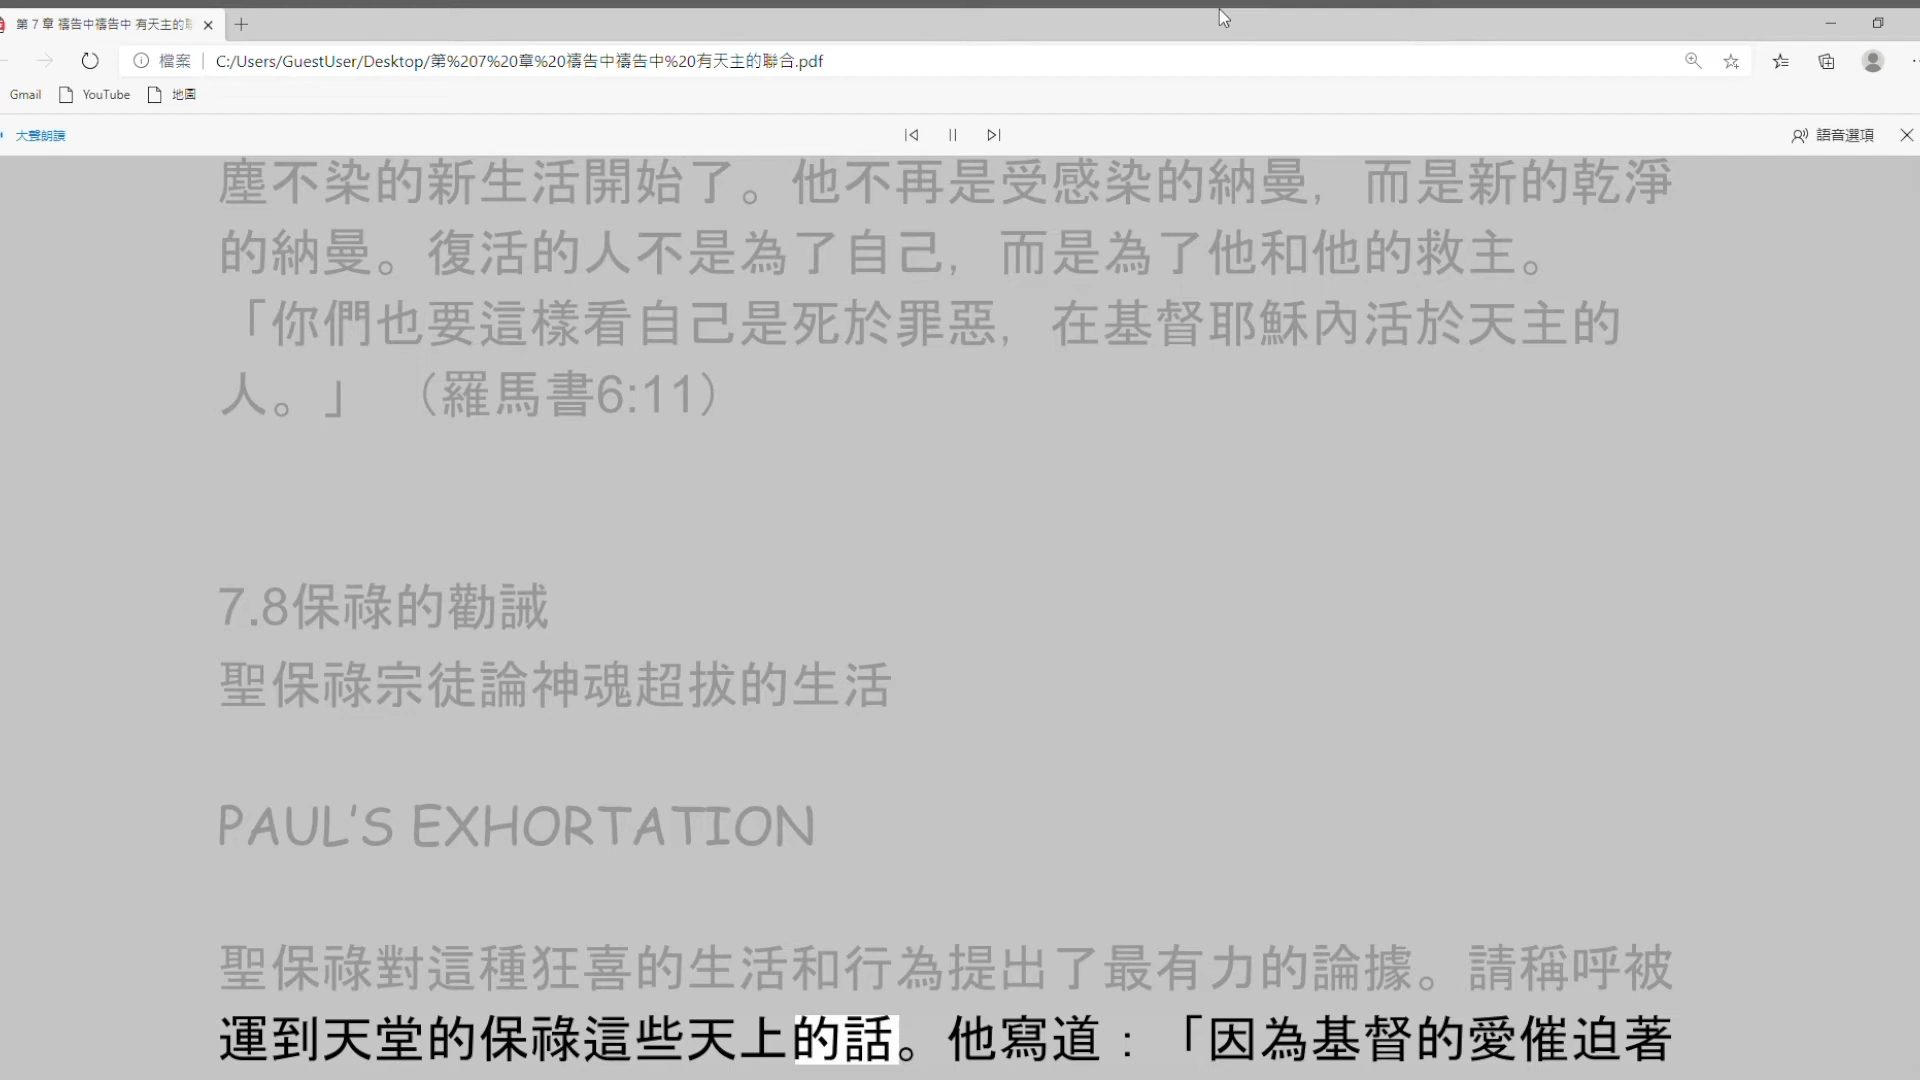 第 7 章 禱告中禱告中 有天主的
檔案 C:/Users/GuestUser/Desktop/第%207%20章%20禱告中禱告中%20有天主的聯合.pdf
Gmail YouTube 地圖
大聲朗讀 語音選項
塵不染的新生活開始了。他不再是受感染的納曼，而是新的乾淨
的納曼。復活的人不是為了自己，而是為了他和他的救主。
「你們也要這樣看自己是死於罪惡，在基督耶穌內活於天主的
人。」 （羅馬書6:11）
7.8保祿的勸誡
聖保祿宗徒論神魂超拔的生活
PAUL'S EXHORTATION
聖保祿對這種狂喜的生活和行為提出了最有力的論據。請稱呼被
運到天堂的保祿這些天上的話。他寫道：「因為基督的愛催迫著